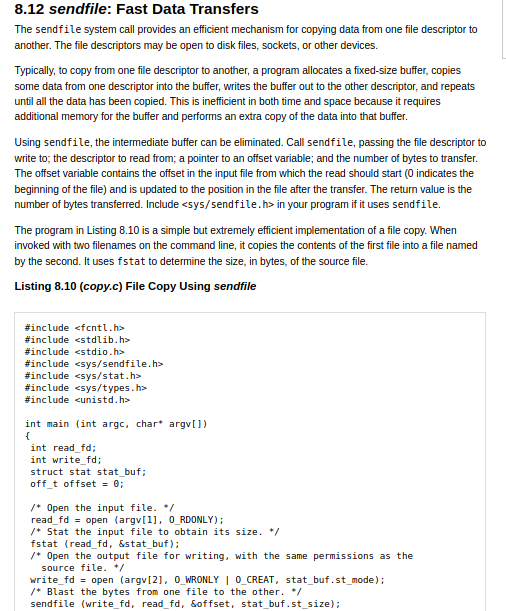 8.12 sendfile: Fast Data Transfers
The sendfile system call provides an efficient mechanism for copying data from one file descriptor to
another. The file descriptors may be open to disk files, sockets, or other devices.
Typically, to copy from one file descriptor to another, a program allocates a fixed-size buffer, copies
some data from one descriptor into the buffer, writes the buffer out to the other descriptor, and repeats
until all the data has been copied. This is inefficient in both time and space because it requires
additional memory for the buffer and performs an extra copy of the data into that buffer.
Using sendfile, the intermediate buffer can be eliminated. Call sendfile, passing the file descriptor to
write to; the descriptor to read from; a pointer to an offset variable; and the number of bytes to transfer.
The offset variable contains the offset in the input file from which the read should start (0 indicates the
beginning of the file) and is updated to the position in the file after the transfer. The return value is the
number of bytes transferred. Include <sys/sendfile.h> in your program if it uses sendfile.
The program in Listing 8.10 is a simple but extremely efficient implementation of a file copy. When
invoked with two filenames on the command line, it copies the contents of the first file into a file named
by the second. It uses fstat to determine the size, in bytes, of the source file.
Listing 8.10 (copy.c) File Copy Using sendfile
#include <fcntl.h>
#include <stdlib.h>
#include <stdio.h>
#include <sys/sendfile.h>
#include <sys/stat.h>
#include <sys/types.h>
#include <unistd.h>
int main (int argc, char* argv[])
{
int read_fd;
int write_fd;
struct stat stat_buf;
off_t offset = 0;
/* Open the input file. */
read_fd = open (argv[1], O_RDONLY);
/* Stat the input file to obtain its size. */
fstat (read_fd, &stat_buf);
/* Open the output file for writing, with the same permissions as the
source file. */
write_fd = open (argv[2], O_WRONLY | O_CREAT, stat_buf.st_mode);
/* Blast the bytes from one file to the other. */
sendfile (write_fd, read_fd, &offset, stat_buf.st_size);